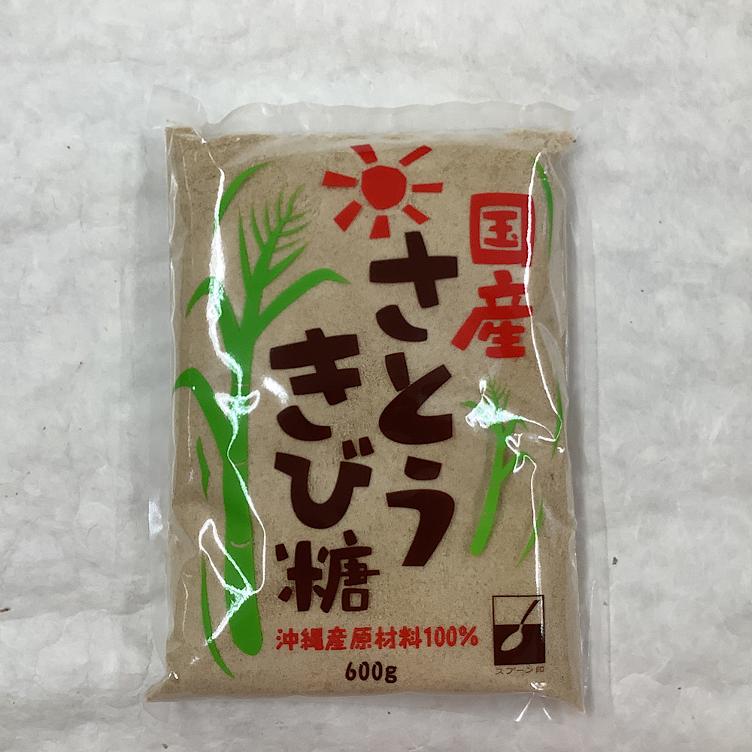 国産
さとう
きび糖
沖縄産原材料100%
600g
スプーン印